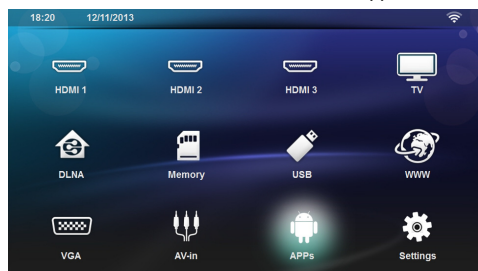 18:20 12/11/2013
HDMI 1 HDMI 2 HDMI 3 TV
DLNA Memory USB WWW
VGA AV-in APPs Settings